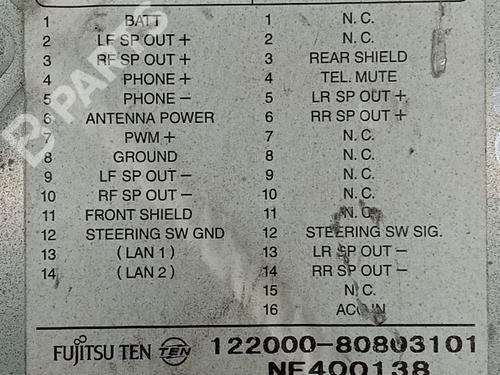 1 BATT 1 N.C.
2 LF SP OUT + 2 N.C.
3 RF SP OUT + 3 REAR SHIELD
4 PHONE + 4 TEL. MUTE
5 PHONE − 5 LR SP OUT +
6 ANTENNA POWER 6 RR SP OUT +
7 PWM + 7 N.C.
8 GROUND 8 N.C.
9 LF SP OUT − 9 N.C.
10 RF SP OUT − 10 N.C.
11 FRONT SHIELD 11 N.C.
12 STEERING SW GND 12 STEERING SW SIG.
13 ( LAN 1 ) 13 LR SP OUT −
14 ( LAN 2 ) 14 RR SP OUT −
15 N.C.
16 ACC IN
FUJITSU TEN TEN 122000-80803101
NF400138